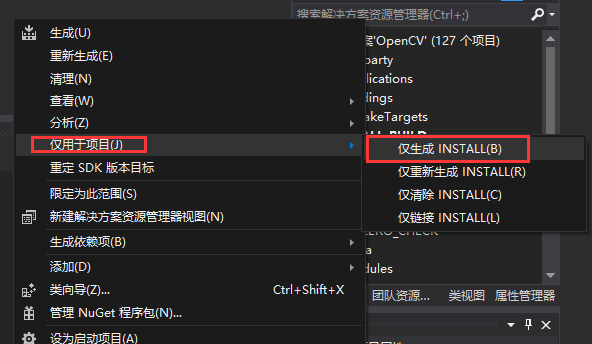 搜索解决方案资源管理器(Ctrl+;)
生成(U)
案'OpenCV' (127 个项目)
重新生成(E)
party
清理(N)
lications
查看(W)
dings
分析(Z)
akeTargets
仅用于项目(J)
仅生成 INSTALL(B)
重定 SDK 版本目标
仅重新生成 INSTALL(R)
限定为此范围(S)
仅清除 INSTALL(C)
新建解决方案资源管理器视图(N)
仅链接 INSTALL(L)
生成依赖项(B)
ZERO_CHECK
a
添加(D)
dules
类向导(Z)...
Ctrl+Shift+X
团队资源...
类视图
属性管理器
管理 NuGet 程序包(N)...
设为启动项目(A)